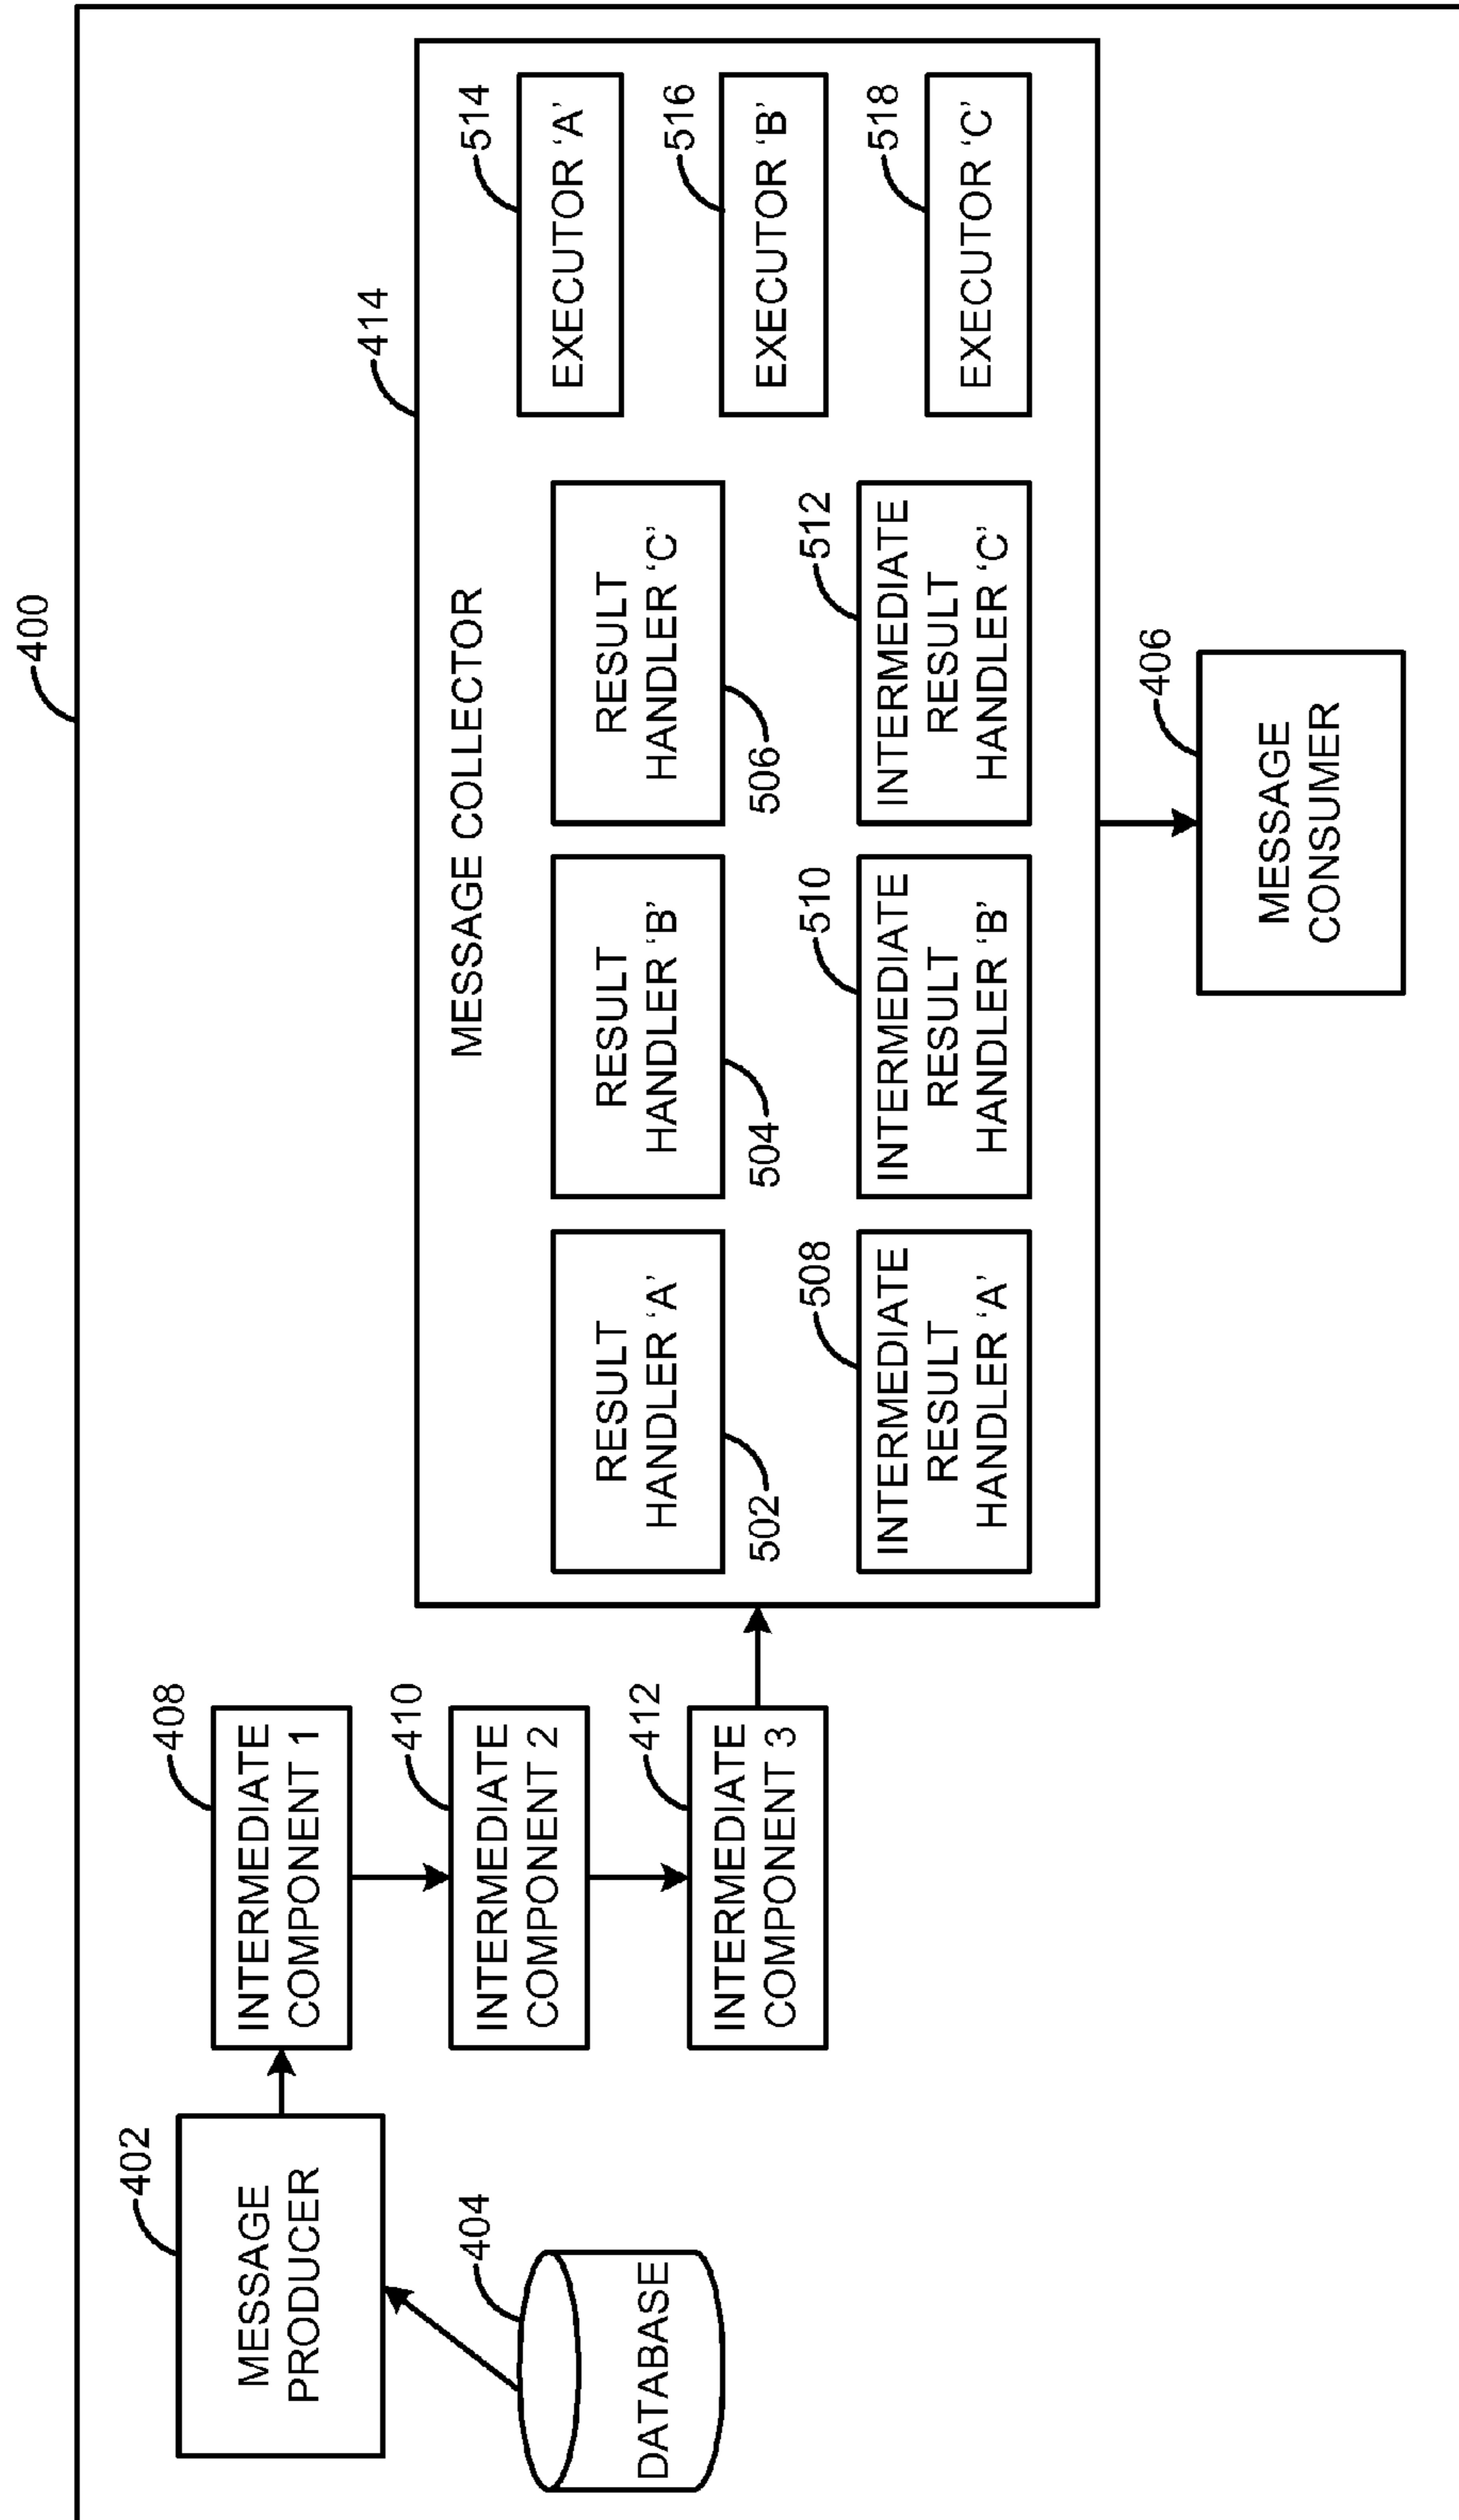 400
402
MESSAGE
PRODUCER
404
DATABASE
408
INTERMEDIATE
COMPONENT 1
410
INTERMEDIATE
COMPONENT 2
412
INTERMEDIATE
COMPONENT 3
414
MESSAGE COLLECTOR
RESULT
HANDLER 'A'
502
RESULT
HANDLER 'B'
504
RESULT
HANDLER 'C'
506
508
INTERMEDIATE
RESULT
HANDLER 'A'
510
INTERMEDIATE
RESULT
HANDLER 'B'
512
INTERMEDIATE
RESULT
HANDLER 'C'
514
EXECUTOR 'A'
516
EXECUTOR 'B'
518
EXECUTOR 'C'
406
MESSAGE
CONSUMER